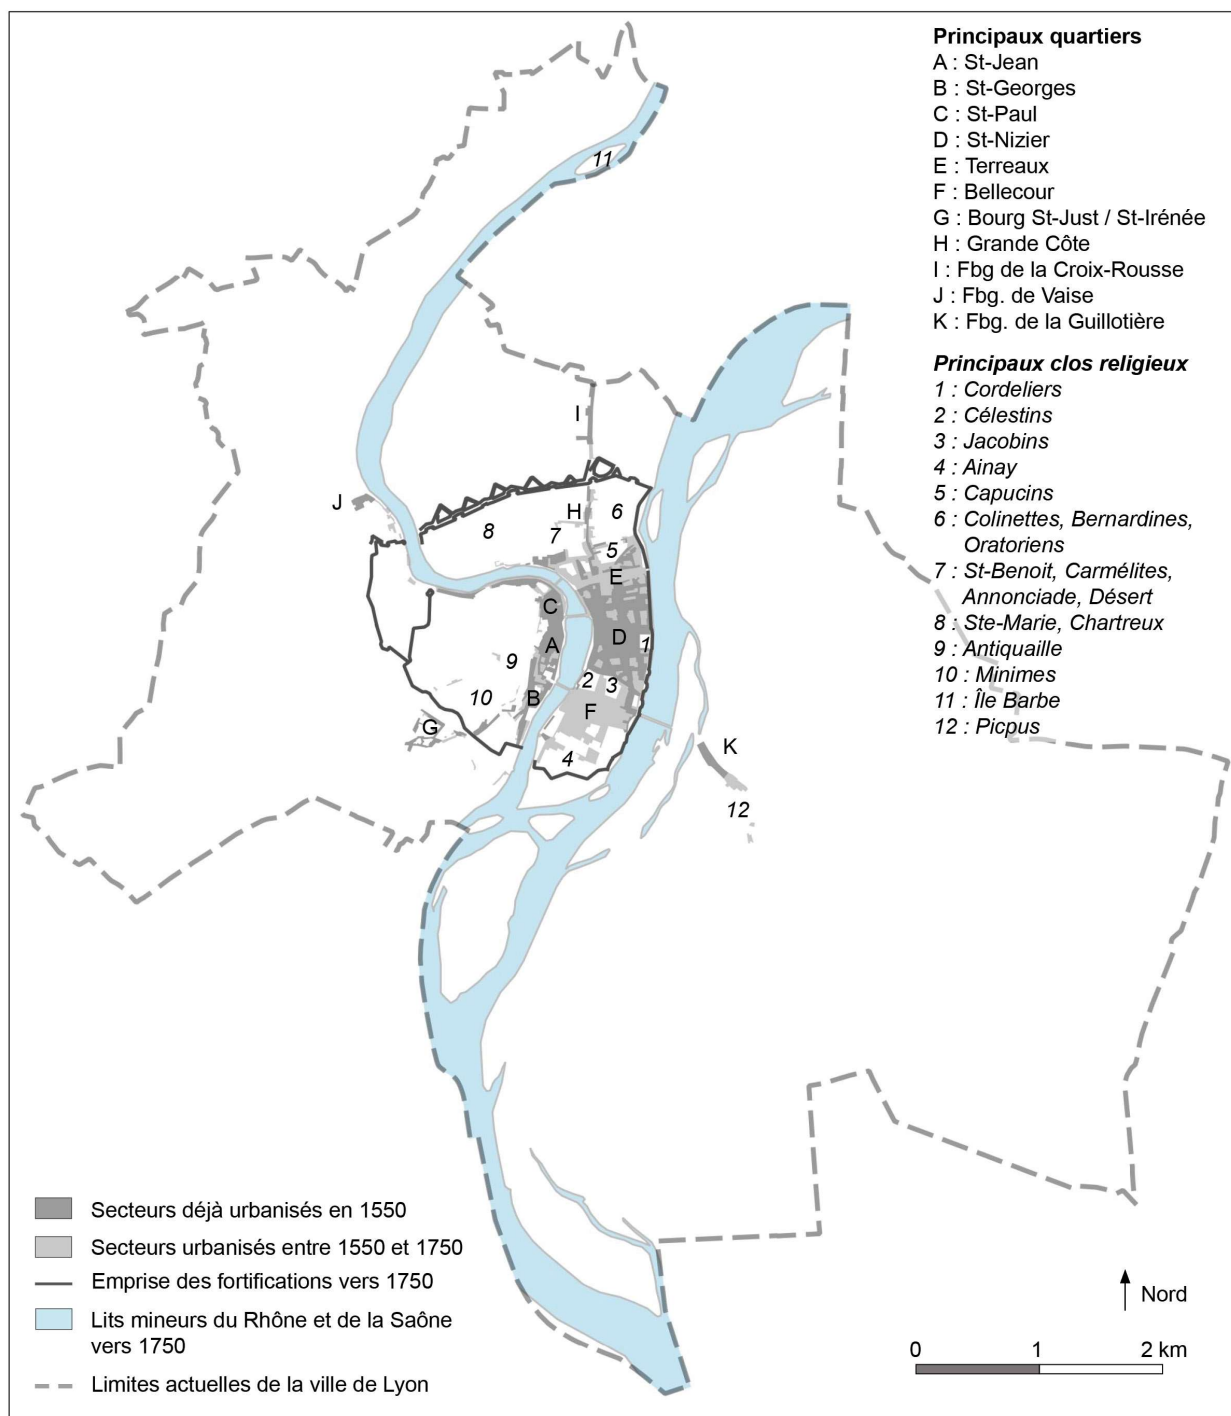 Principaux quartiers
A : St-Jean
B : St-Georges
C : St-Paul
D : St-Nizier
E : Terreaux
F : Bellecour
G : Bourg St-Just / St-Irénée
H : Grande Côte
I : Fbg de la Croix-Rousse
J : Fbg. de Vaise
K : Fbg. de la Guillotière
Principaux clos religieux
1 : Cordeliers
2 : Célestins
3 : Jacobins
4 : Ainay
5 : Capucins
6 : Colinettes, Bernardines,
Oratoriens
7 : St-Benoit, Carmélites,
Annonciade, Désert
8 : Ste-Marie, Chartreux
9 : Antiquaille
10 : Minimes
11 : Île Barbe
12 : Picpus
11
I
J
H
6
8
7
5
E
C
D
1
A
9
2
3
10
B
F
G
K
4
12
Secteurs déjà urbanisés en 1550
Secteurs urbanisés entre 1550 et 1750
Emprise des fortifications vers 1750
Lits mineurs du Rhône et de la Saône
vers 1750
Limites actuelles de la ville de Lyon
Nord
0 1 2 km